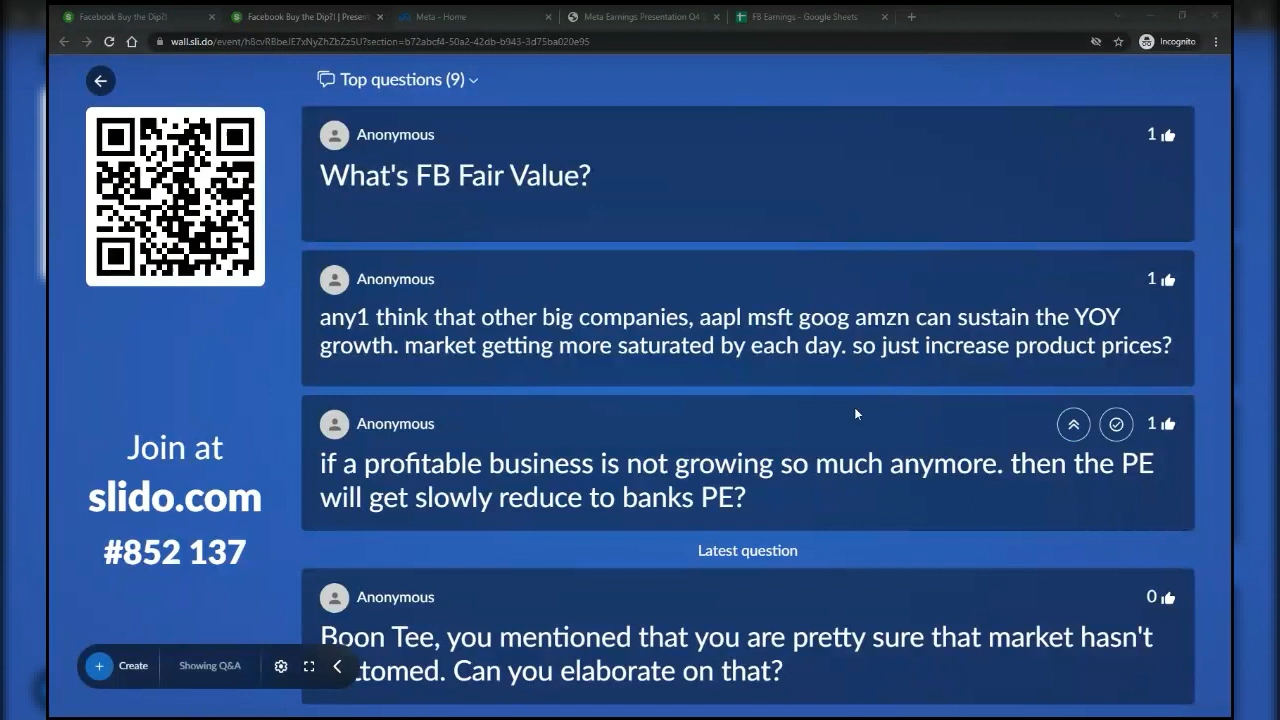 Facebook Buy the Dip?!
Facebook Buy the Dip?! | Present
Meta - Home
Meta Earnings Presentation Q4
FB Earnings - Google Sheets
Incognito
Top questions (9)
Anonymous
1
What's FB Fair Value?
Anonymous
1
any1 think that other big companies, aapl msft goog amzn can sustain the YOY
growth. market getting more saturated by each day. so just increase product prices?
Anonymous
1
if a profitable business is not growing so much anymore. then the PE
will get slowly reduce to banks PE?
Join at
slido.com
#852 137
Latest question
Anonymous
0
Boon Tee, you mentioned that you are pretty sure that market hasn't
ttomed. Can you elaborate on that?
Create
Showing Q&A